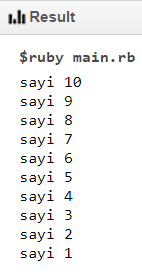 Result
$ruby main.rb
sayi 10
sayi 9
sayi 8
sayi 7
sayi 6
sayi 5
sayi 4
sayi 3
sayi 2
sayi 1